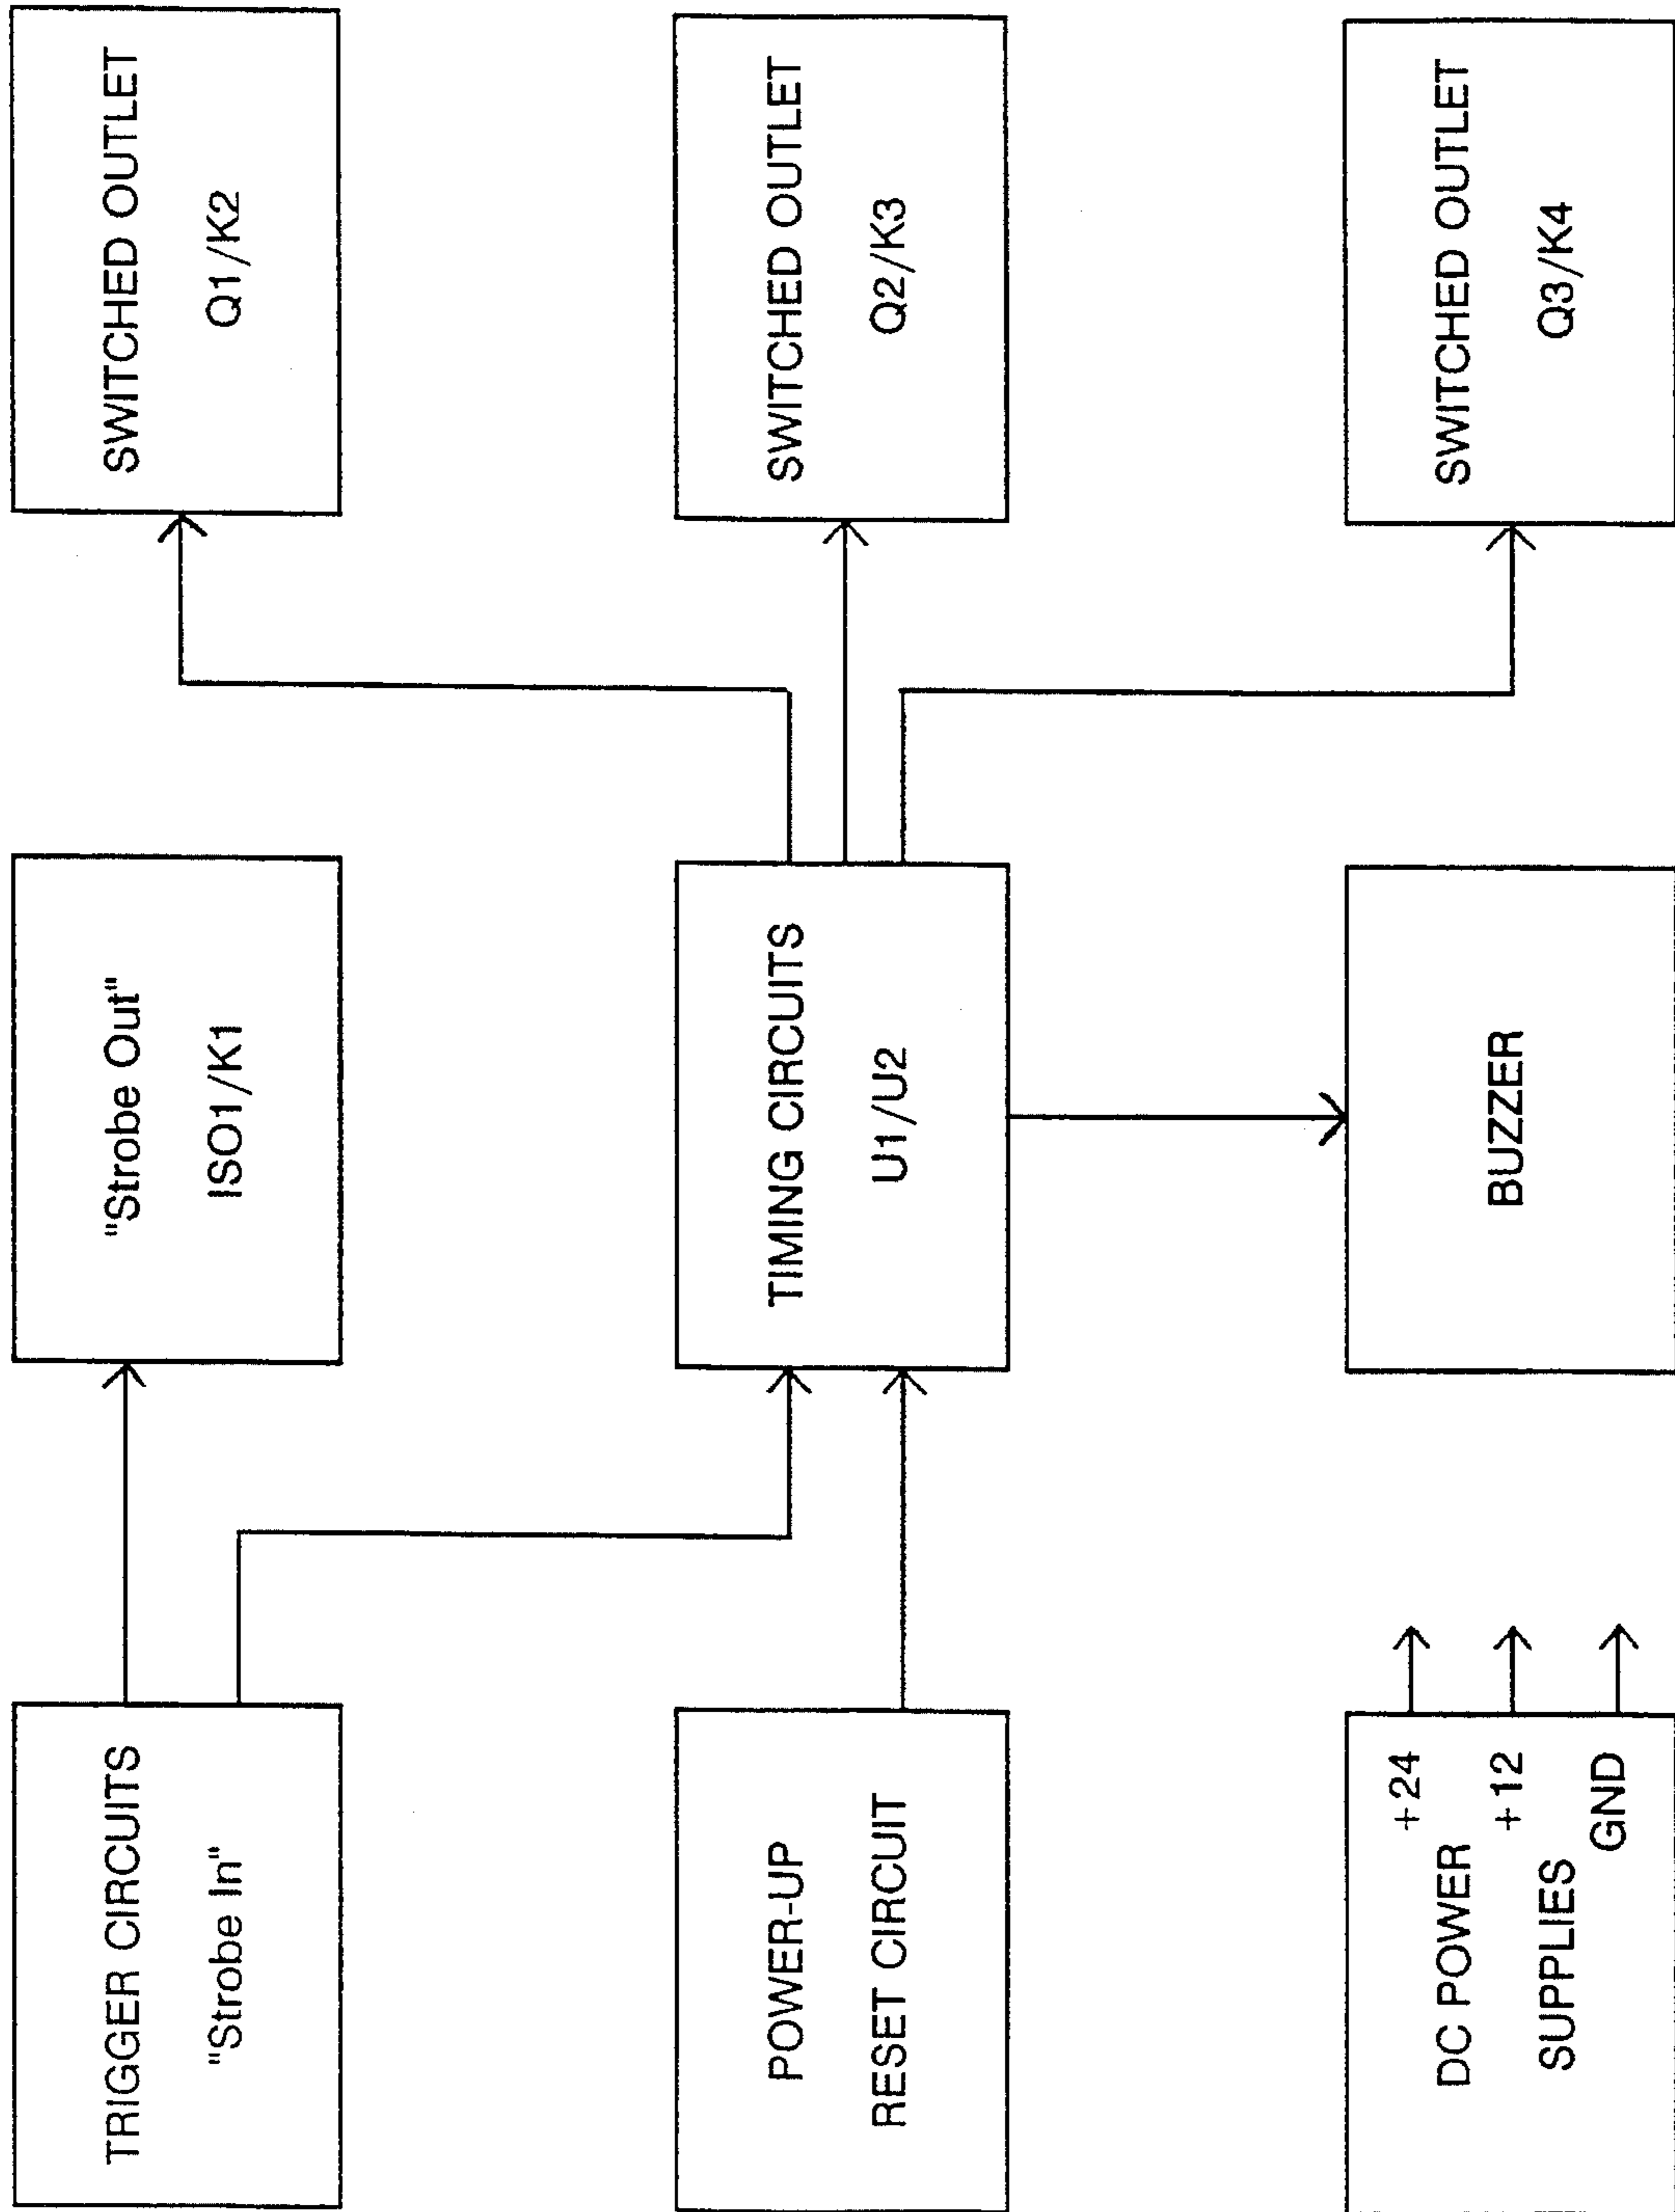 TRIGGER CIRCUITS
"Strobe In"
"Strobe Out"
ISO1/K1
SWITCHED OUTLET
Q1/K2
POWER-UP
RESET CIRCUIT
TIMING CIRCUITS
U1/U2
SWITCHED OUTLET
Q2/K3
+24
DC POWER
+12
SUPPLIES
GND
BUZZER
SWITCHED OUTLET
Q3/K4